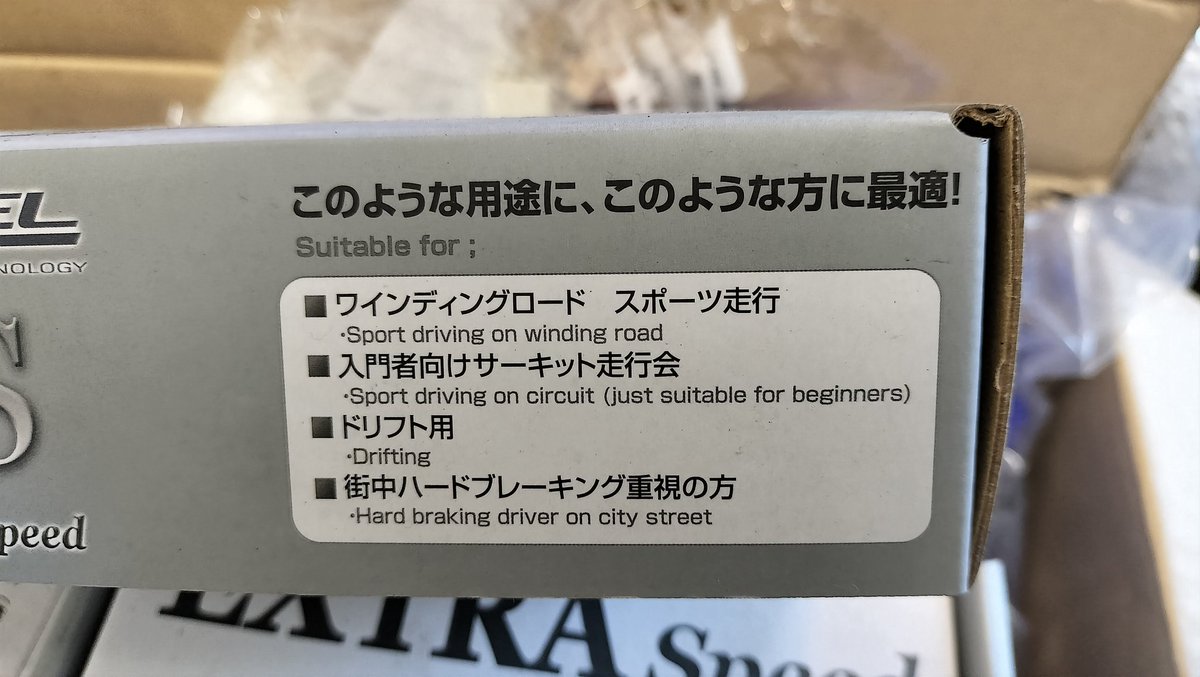 EL
NOLOGY
S
peed
このような用途に、このような方に最適!
Suitable for ;
■ワインディングロード　スポーツ走行
・Sport driving on winding road
■入門者向けサーキット走行会
・Sport driving on circuit (just suitable for beginners)
■ドリフト用
・Drifting
■街中ハードブレーキング重視の方
・Hard braking driver on city street
EXTRA Speed